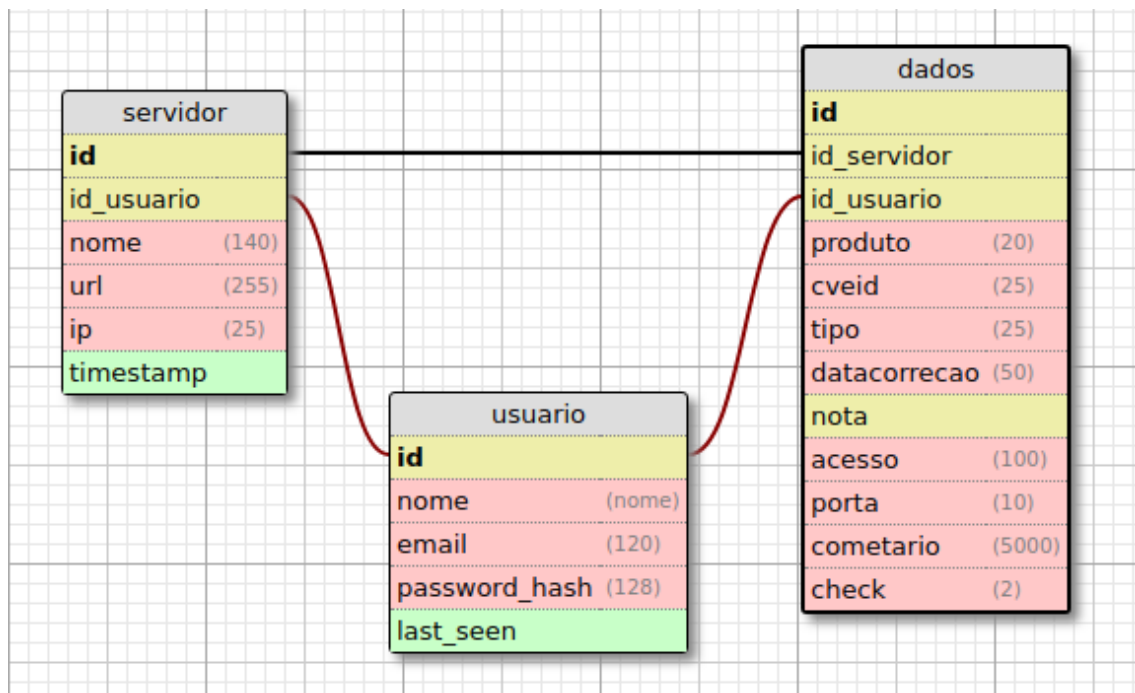 servidor
id
id_usuario
nome (140)
url (255)
ip (25)
timestamp
usuario
id
nome (nome)
email (120)
password_hash (128)
last_seen
dados
id
id_servidor
id_usuario
produto (20)
cveid (25)
tipo (25)
datacorrecao (50)
nota
acesso (100)
porta (10)
cometario (5000)
check (2)